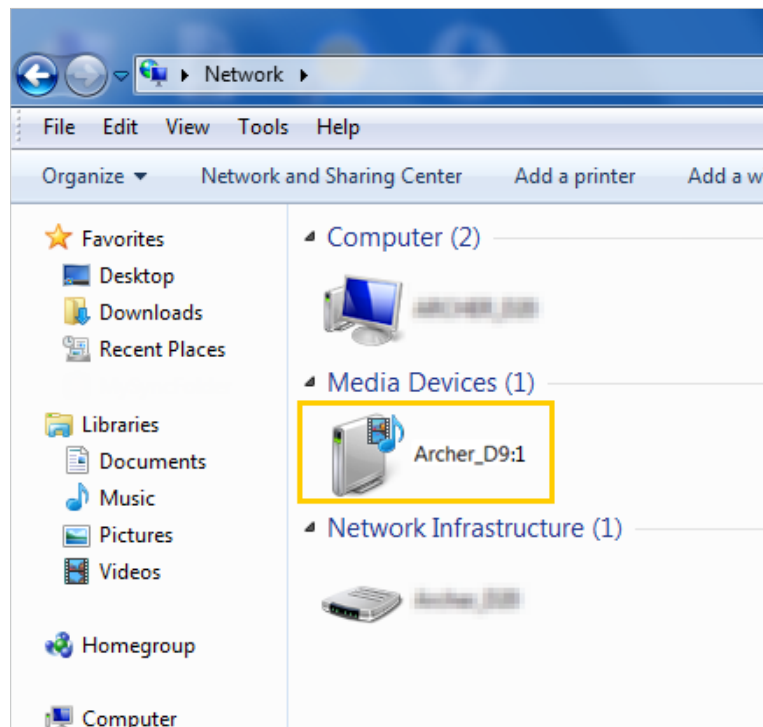 Network
File Edit View Tools Help
Organize Network and Sharing Center Add a printer Add a w
Favorites
Desktop
Downloads
Recent Places
Libraries
Documents
Music
Pictures
Videos
Homegroup
Computer
Computer (2)
Media Devices (1)
Archer_D9:1
Network Infrastructure (1)